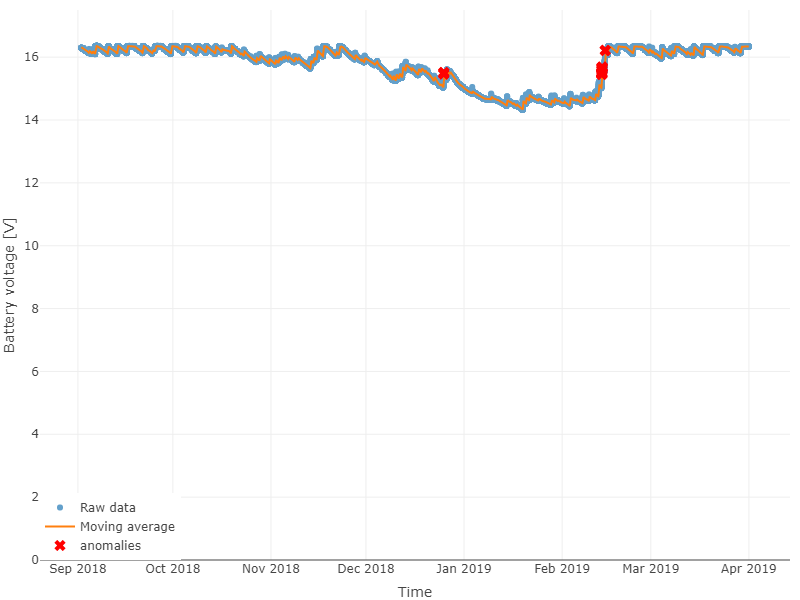 16
14
12
10
8
6
4
2
0
Battery voltage [V]
Raw data
Moving average
anomalies
Sep 2018 Oct 2018 Nov 2018 Dec 2018 Jan 2019 Feb 2019 Mar 2019 Apr 2019
Time